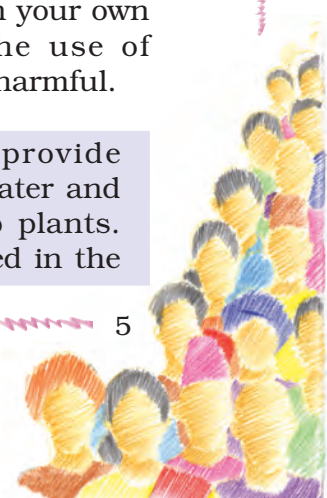 n your own
he use of
harmful.
provide
ater and
o plants.
ed in the
5